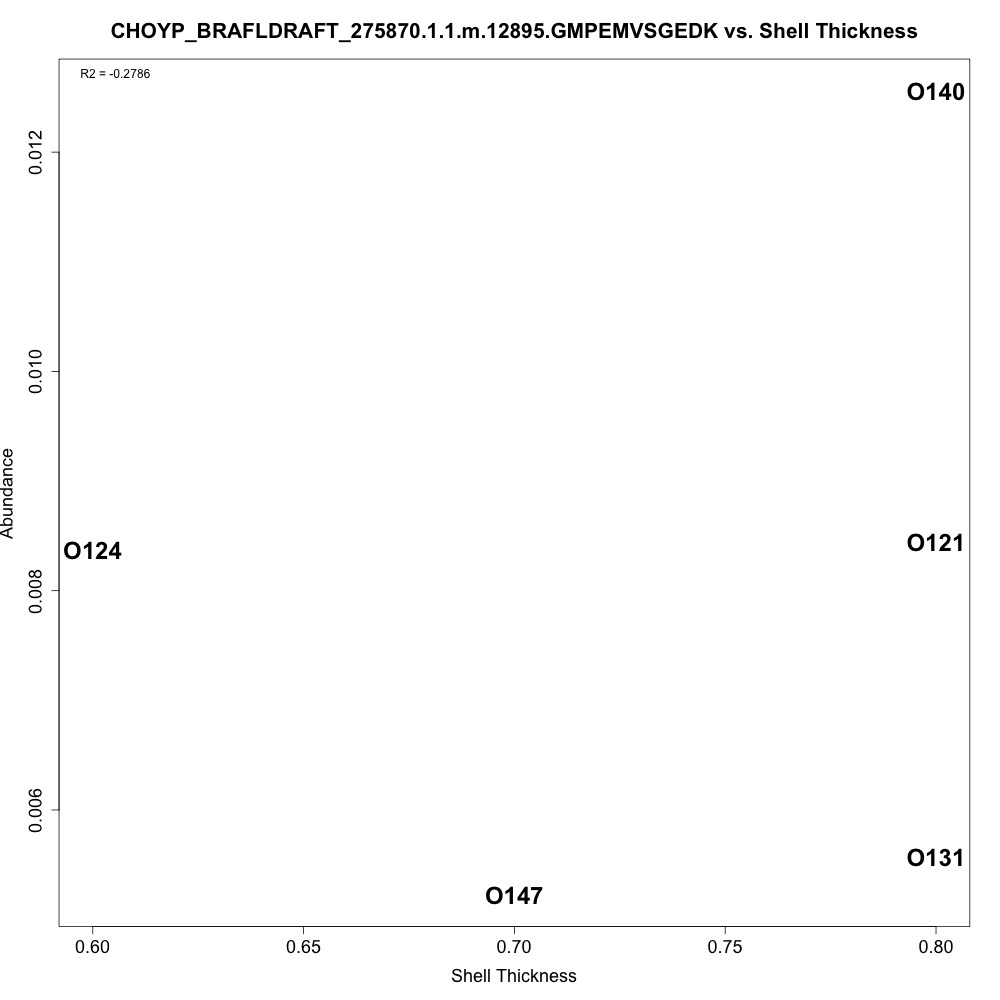 CHOYP_BRAFLDRAFT_275870.1.1.m.12895.GMPEMVSGEDK vs. Shell Thickness
R2 = -0.2786
O140
0.012
0.010
Abundance
O124
O121
0.008
0.006
O131
O147
0.60 0.65 0.70 0.75 0.80
Shell Thickness